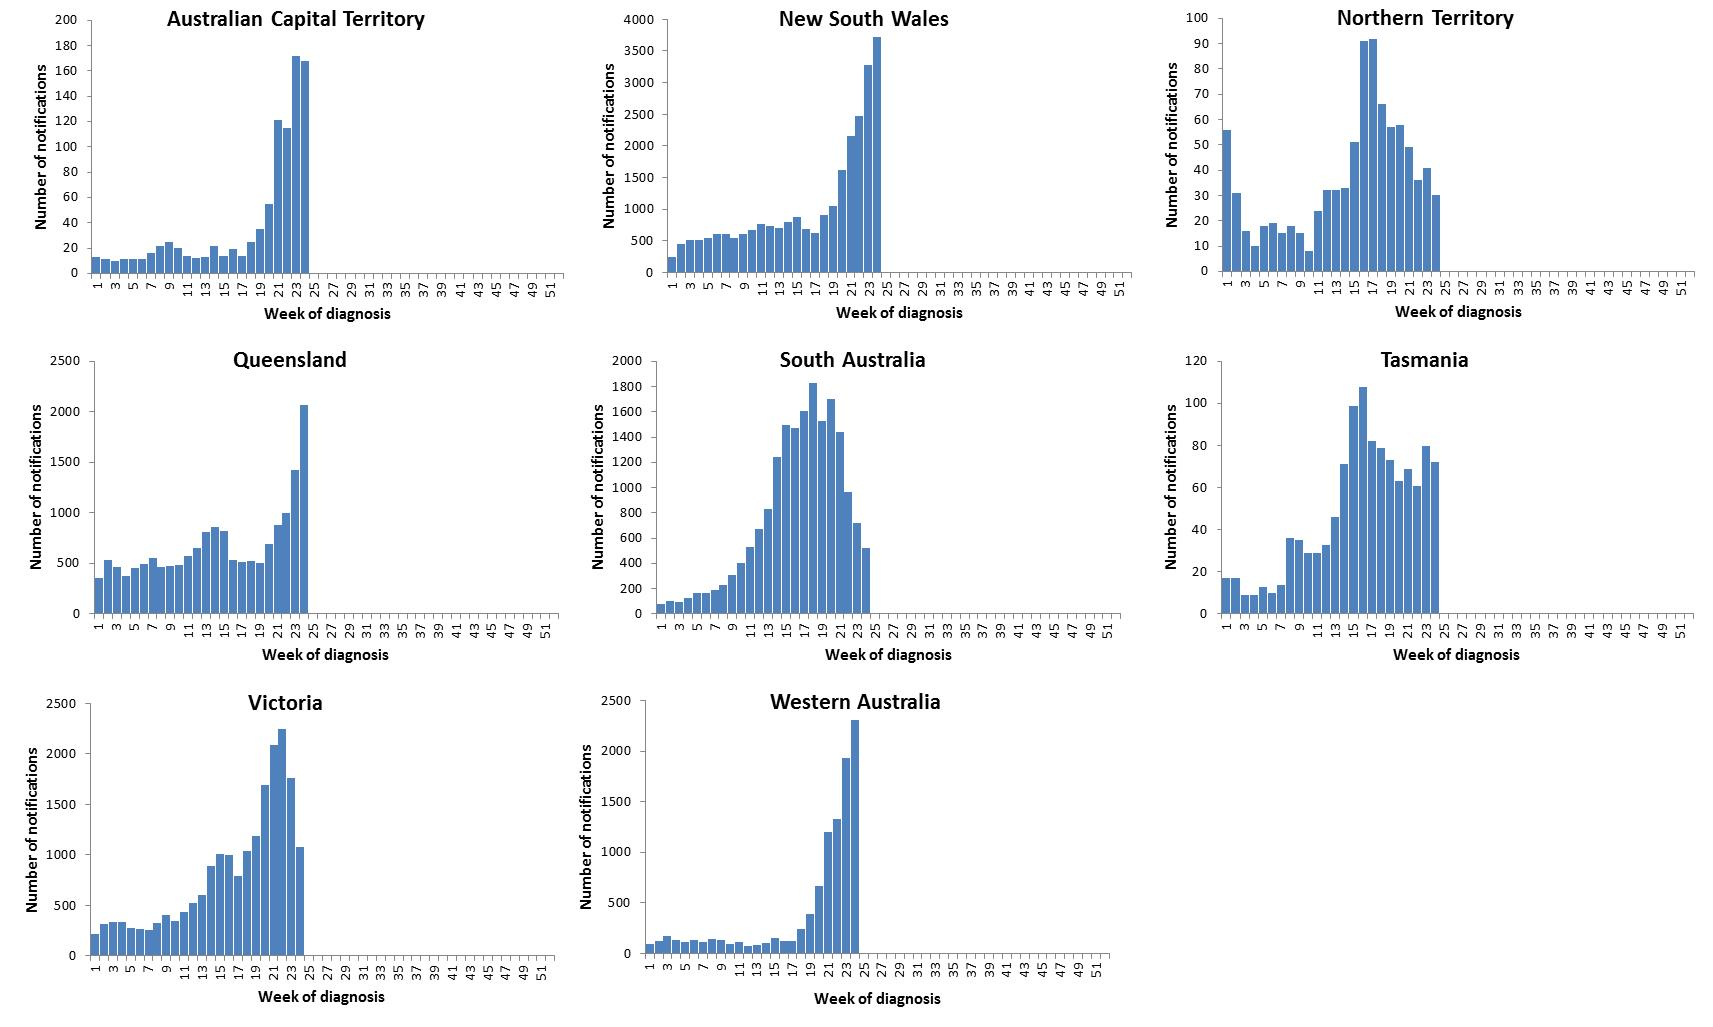 Australian Capital Territory
Number of notifications
200
180
160
140
120
100
80
60
40
20
0
1 3 5 7 9 11 13 15 17 19 21 23 25 27 29 31 33 35 37 39 41 43 45 47 49 51
Week of diagnosis
New South Wales
Number of notifications
4000
3500
3000
2500
2000
1500
1000
500
0
1 3 5 7 9 11 13 15 17 19 21 23 25 27 29 31 33 35 37 39 41 43 45 47 49 51
Week of diagnosis
Northern Territory
Number of notifications
100
90
80
70
60
50
40
30
20
10
0
1 3 5 7 9 11 13 15 17 19 21 23 25 27 29 31 33 35 37 39 41 43 45 47 49 51
Week of diagnosis
Queensland
Number of notifications
2500
2000
1500
1000
500
0
1 3 5 7 9 11 13 15 17 19 21 23 25 27 29 31 33 35 37 39 41 43 45 47 49 51
Week of diagnosis
South Australia
Number of notifications
2000
1800
1600
1400
1200
1000
800
600
400
200
0
1 3 5 7 9 11 13 15 17 19 21 23 25 27 29 31 33 35 37 39 41 43 45 47 49 51
Week of diagnosis
Tasmania
Number of notifications
120
100
80
60
40
20
0
1 3 5 7 9 11 13 15 17 19 21 23 25 27 29 31 33 35 37 39 41 43 45 47 49 51
Week of diagnosis
Victoria
Number of notifications
2500
2000
1500
1000
500
0
1 3 5 7 9 11 13 15 17 19 21 23 25 27 29 31 33 35 37 39 41 43 45 47 49 51
Week of diagnosis
Western Australia
Number of notifications
2500
2000
1500
1000
500
0
1 3 5 7 9 11 13 15 17 19 21 23 25 27 29 31 33 35 37 39 41 43 45 47 49 51
Week of diagnosis